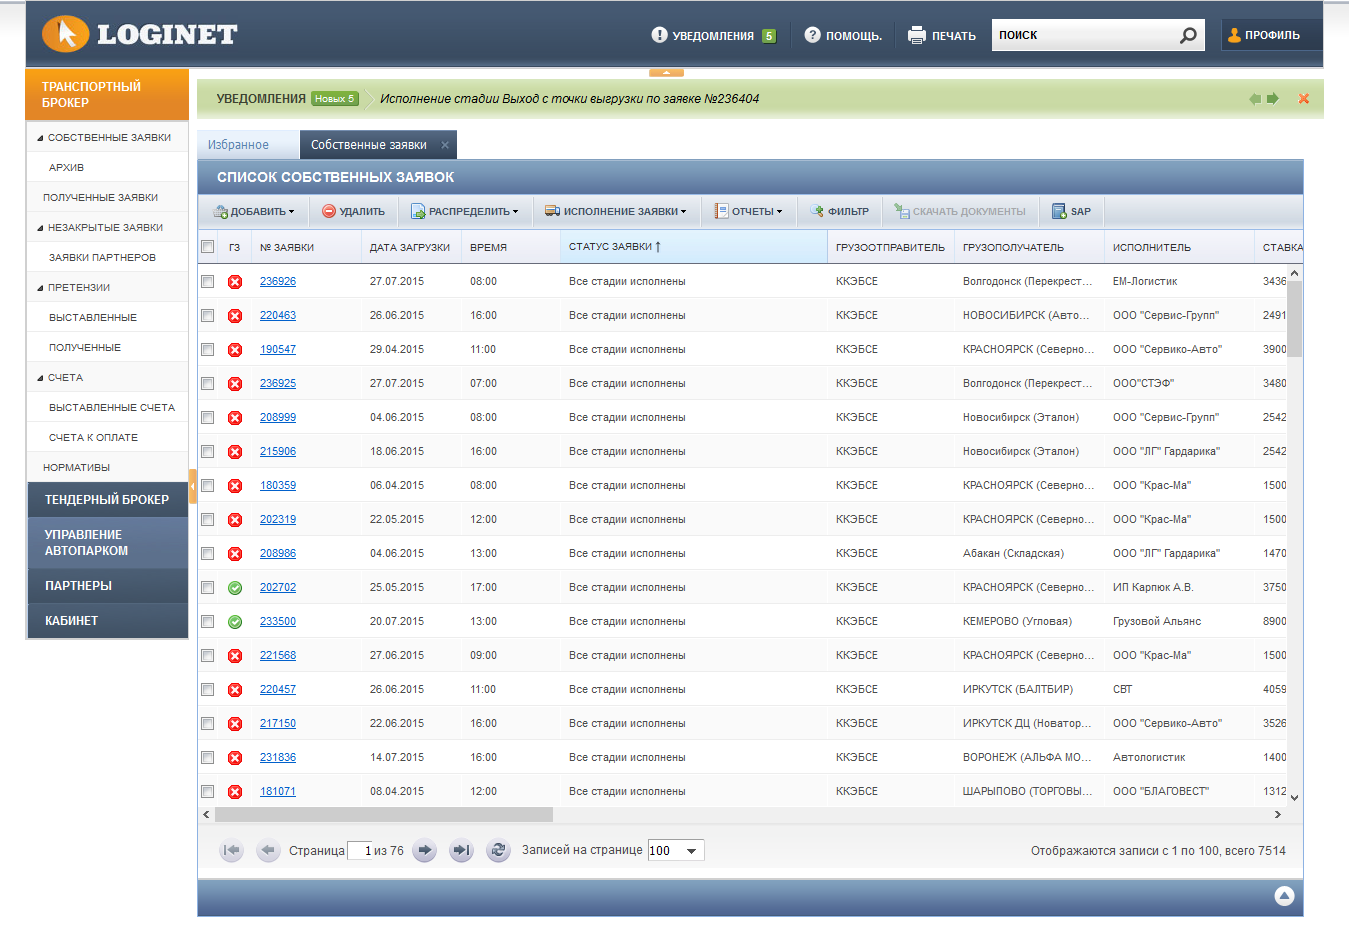 LOGINET
УВЕДОМЛЕНИЯ 5
ПОМОЩЬ.
ПЕЧАТЬ
ПОИСК
ПРОФИЛЬ
ТРАНСПОРТНЫЙ
БРОКЕР
СОБСТВЕННЫЕ ЗАЯВКИ
АРХИВ
ПОЛУЧЕННЫЕ ЗАЯВКИ
НЕЗАКРЫТЫЕ ЗАЯВКИ
ЗАЯВКИ ПАРТНЕРОВ
ПРЕТЕНЗИИ
ВЫСТАВЛЕННЫЕ
ПОЛУЧЕННЫЕ
СЧЕТА
ВЫСТАВЛЕННЫЕ СЧЕТА
СЧЕТА К ОПЛАТЕ
НОРМАТИВЫ
ТЕНДЕРНЫЙ БРОКЕР
УПРАВЛЕНИЕ
АВТОПАРКОМ
ПАРТНЕРЫ
КАБИНЕТ
УВЕДОМЛЕНИЯ Новых 5 Исполнение стадии Выход с точки выгрузки по заявке №236404
Избранное Собственные заявки
СПИСОК СОБСТВЕННЫХ ЗАЯВОК
ДОБАВИТЬ УДАЛИТЬ РАСПРЕДЕЛИТЬ ИСПОЛНЕНИЕ ЗАЯВКИ ОТЧЕТЫ ФИЛЬТР СКАЧАТЬ ДОКУМЕНТЫ SAP
ГЗ № ЗАЯВКИ ДАТА ЗАГРУЗКИ ВРЕМЯ СТАТУС ЗАЯВКИ ↑ ГРУЗООТПРАВИТЕЛЬ ГРУЗОПОЛУЧАТЕЛЬ ИСПОЛНИТЕЛЬ СТАВКА
236926 27.07.2015 08:00 Все стадии исполнены ККЭБСЕ Волгодонск (Перекрест... ЕМ-Логистик 3436
220463 26.06.2015 16:00 Все стадии исполнены ККЭБСЕ НОВОСИБИРСК (Авто... ООО "Сервис-Групп" 2491
190547 29.04.2015 11:00 Все стадии исполнены ККЭБСЕ КРАСНОЯРСК (Северно... ООО "Сервико-Авто" 3900
236925 27.07.2015 07:00 Все стадии исполнены ККЭБСЕ Волгодонск (Перекрест... ООО"СТЭФ" 3480
208999 04.06.2015 08:00 Все стадии исполнены ККЭБСЕ Новосибирск (Эталон) ООО "Сервис-Групп" 2542
215906 18.06.2015 16:00 Все стадии исполнены ККЭБСЕ Новосибирск (Эталон) ООО "ЛГ" Гардарика" 2542
180359 06.04.2015 08:00 Все стадии исполнены ККЭБСЕ КРАСНОЯРСК (Северно... ООО "Крас-Ма" 1500
202319 22.05.2015 12:00 Все стадии исполнены ККЭБСЕ КРАСНОЯРСК (Северно... ООО "Крас-Ма" 1500
208986 04.06.2015 13:00 Все стадии исполнены ККЭБСЕ Абакан (Складская) ООО "ЛГ" Гардарика" 1470
202702 25.05.2015 17:00 Все стадии исполнены ККЭБСЕ КРАСНОЯРСК (Северно... ИП Карпюк А.В. 3750
233500 20.07.2015 13:00 Все стадии исполнены ККЭБСЕ КЕМЕРОВО (Угловая) Грузовой Альянс 8900
221568 27.06.2015 09:00 Все стадии исполнены ККЭБСЕ КРАСНОЯРСК (Северно... ООО "Крас-Ма" 1500
220457 26.06.2015 11:00 Все стадии исполнены ККЭБСЕ ИРКУТСК (БАЛТБИР) СВТ 4059
217150 22.06.2015 16:00 Все стадии исполнены ККЭБСЕ ИРКУТСК ДЦ (Новатор... ООО "Сервико-Авто" 3526
231836 14.07.2015 16:00 Все стадии исполнены ККЭБСЕ ВОРОНЕЖ (АЛЬФА МО... Автологистик 1400
181071 08.04.2015 12:00 Все стадии исполнены ККЭБСЕ ШАРЫПОВО (ТОРГОВЫ... ООО "БЛАГОВЕСТ" 1312
Страница 1 из 76 Записей на странице 100 Отображаются записи с 1 по 100, всего 7514